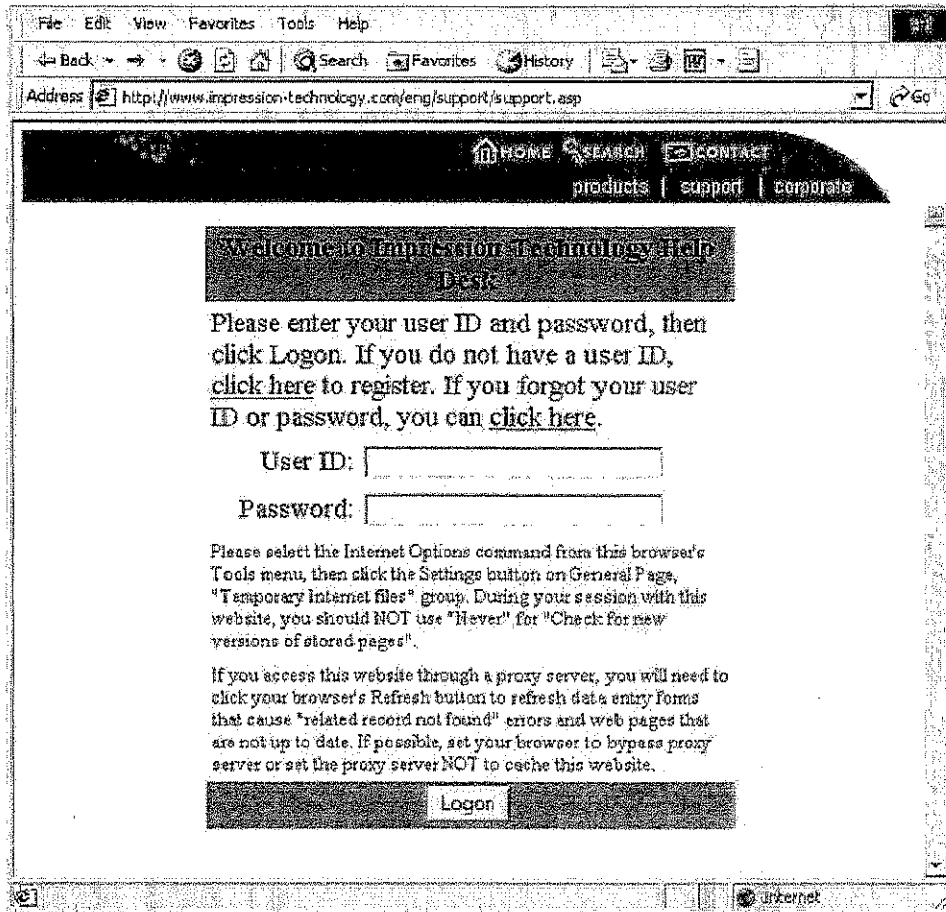 File Edit View Favorites Tools Help
Back Search Favorites History
Address http://www.impression-technology.com/eng/support/support.asp Go
HOME SEARCH CONTACT
products | support | corporate
Welcome to Impression Technology Help
Desk
Please enter your user ID and password, then
click Logon. If you do not have a user ID,
click here to register. If you forgot your user
ID or password, you can click here.
User ID:
Password:
Please select the Internet Options command from this browser's
Tools menu, then click the Settings button on General Page,
"Temporary Internet files" group. During your session with this
website, you should NOT use "Never" for "Check for new
versions of stored pages".
If you access this website through a proxy server, you will need to
click your browser's Refresh button to refresh data entry forms
that cause "related record not found" errors and web pages that
are not up to date. If possible, set your browser to bypass proxy
server or set the proxy server NOT to cache this website.
Logon
Internet